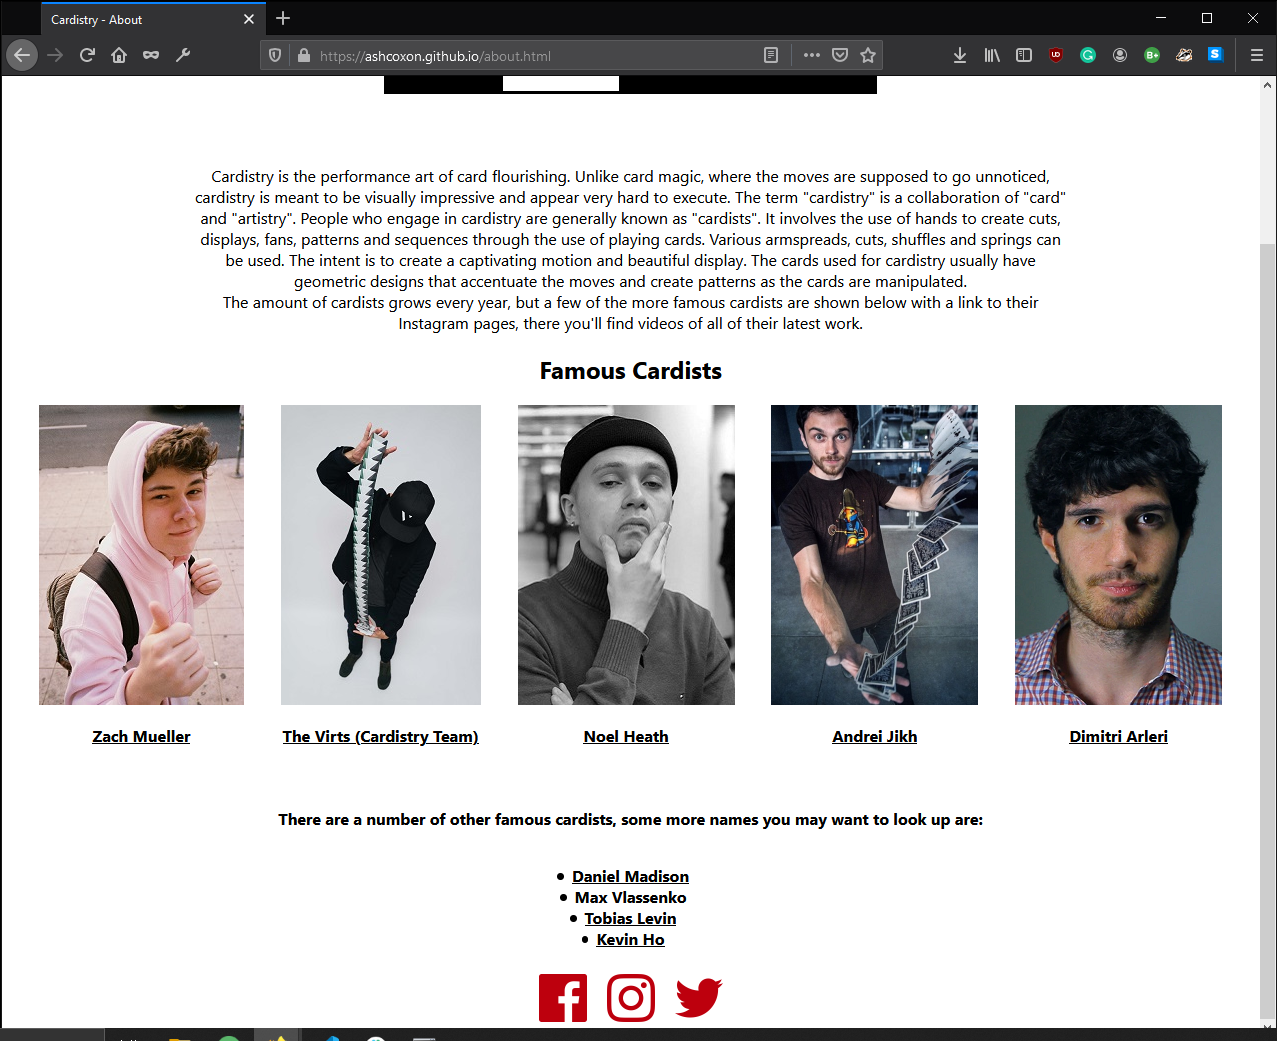 Cardistry - About
https://ashcoxon.github.io/about.html
Cardistry is the performance art of card flourishing. Unlike card magic, where the moves are supposed to go unnoticed,
cardistry is meant to be visually impressive and appear very hard to execute. The term "cardistry" is a collaboration of "card"
and "artistry". People who engage in cardistry are generally known as "cardists". It involves the use of hands to create cuts,
displays, fans, patterns and sequences through the use of playing cards. Various armspreads, cuts, shuffles and springs can
be used. The intent is to create a captivating motion and beautiful display. The cards used for cardistry usually have
geometric designs that accentuate the moves and create patterns as the cards are manipulated.
The amount of cardists grows every year, but a few of the more famous cardists are shown below with a link to their
Instagram pages, there you'll find videos of all of their latest work.
Famous Cardists
Zach Mueller
The Virts (Cardistry Team)
Noel Heath
Andrei Jikh
Dimitri Arleri
There are a number of other famous cardists, some more names you may want to look up are:
Daniel Madison
Max Vlassenko
Tobias Levin
Kevin Ho